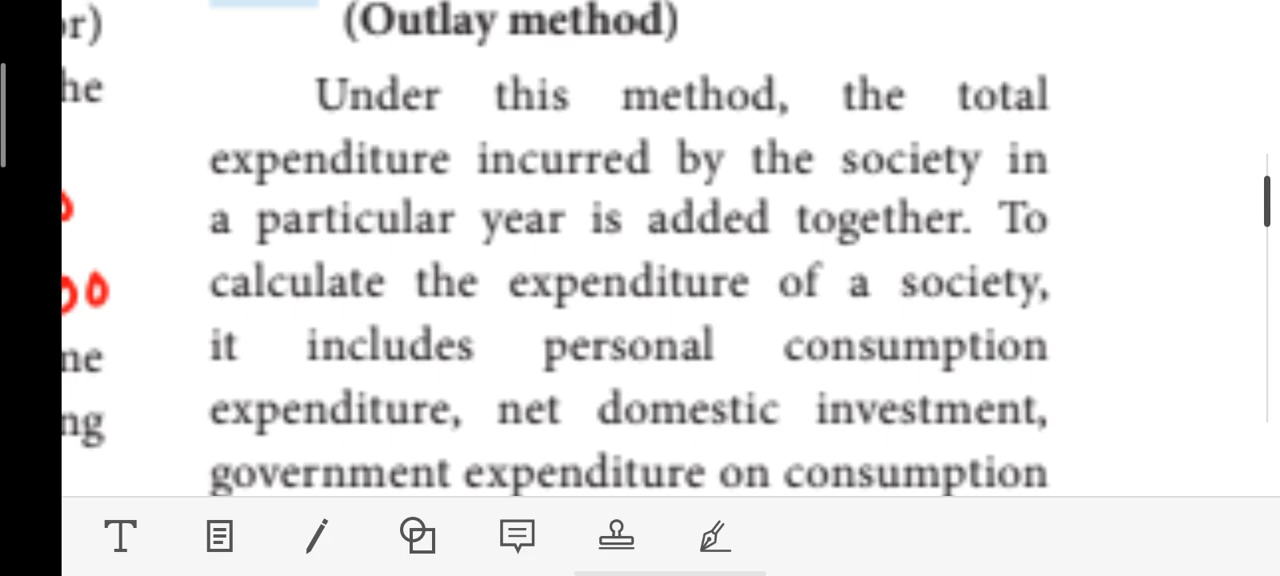 (Outlay method)
Under this method, the total
expenditure incurred by the society in
a particular year is added together. To
calculate the expenditure of a society,
it includes personal consumption
expenditure, net domestic investment,
government expenditure on consumption